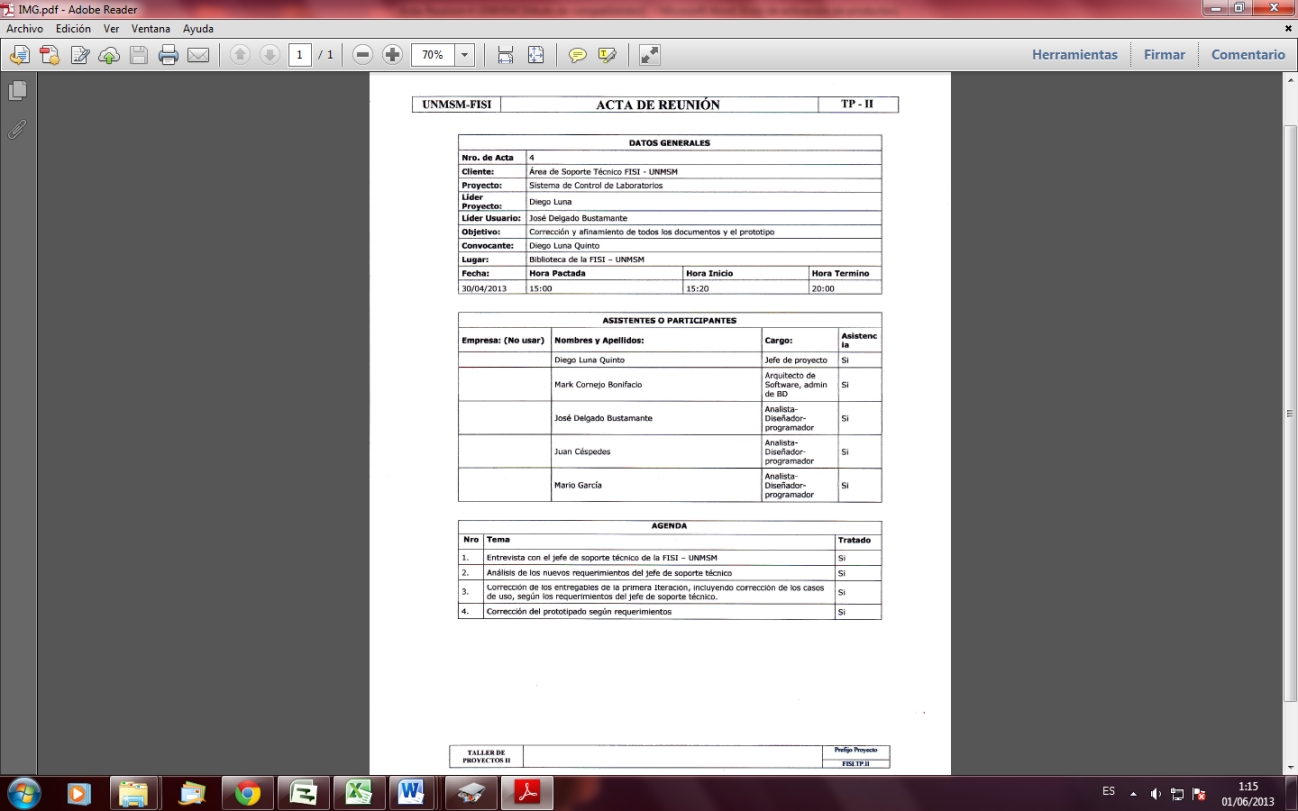 IMG.pdf - Adobe Reader
Archivo Edición Ver Ventana Ayuda
1 / 1 70% Herramientas Firmar Comentario
UNMSM-FISI ACTA DE REUNIÓN TP - II
DATOS GENERALES
Nro. de Acta 4
Cliente: Área de Soporte Técnico FISI - UNMSM
Proyecto: Sistema de Control de Laboratorios
Líder
Proyecto: Diego Luna
Líder Usuario: José Delgado Bustamante
Objetivo: Corrección y afinamiento de todos los documentos y el prototipo
Convocante: Diego Luna Quinto
Lugar: Biblioteca de la FISI – UNMSM
Fecha: Hora Pactada Hora Inicio Hora Termino
30/04/2013 15:00 15:20 20:00
ASISTENTES O PARTICIPANTES
Empresa: (No usar) Nombres y Apellidos: Cargo: Asistenc
ia
Diego Luna Quinto Jefe de proyecto Si
Mark Cornejo Bonifacio Arquitecto de
Software, admin
de BD Si
José Delgado Bustamante Analista-
Diseñador-
programador Si
Juan Céspedes Analista-
Diseñador-
programador Si
Mario García Analista-
Diseñador-
programador Si
AGENDA
Nro Tema Tratado
1. Entrevista con el jefe de soporte técnico de la FISI – UNMSM Si
2. Análisis de los nuevos requerimientos del jefe de soporte técnico Si
3. Corrección de los entregables de la primera Iteración, incluyendo corrección de los casos
de uso, según los requerimientos del jefe de soporte técnico. Si
4. Corrección del prototipado según requerimientos Si
TALLER DE
PROYECTOS II
Prefijo Proyecto
FISI.TP.II
ES 1:15
01/06/2013